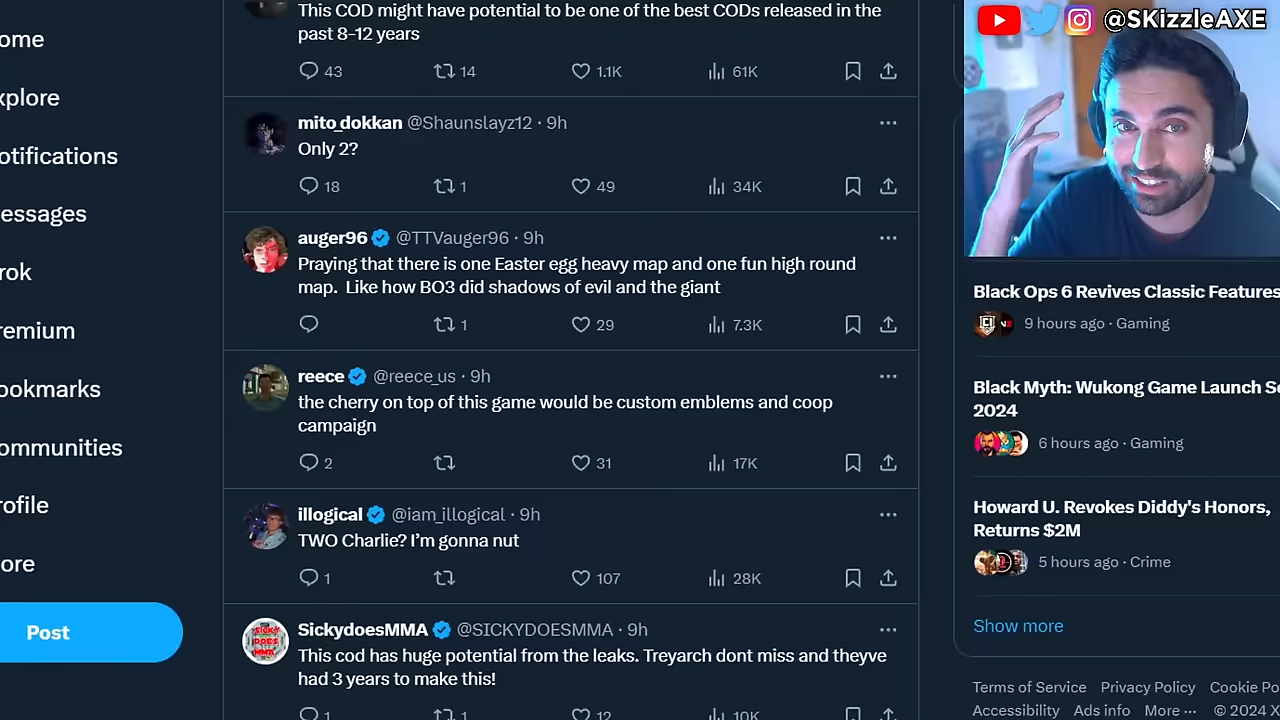 This COD might have potential to be one of the best CODs released in the
past 8-12 years
43 14 1.1K 61K
mito_dokkan @Shaunslayz12 · 9h
Only 2?
18 1 49 34K
auger96 @TTVauger96 · 9h
Praying that there is one Easter egg heavy map and one fun high round
map.  Like how BO3 did shadows of evil and the giant
1 29 7.3K
reece @reece_us · 9h
the cherry on top of this game would be custom emblems and coop
campaign
2 31 17K
illogical @iam_illogical · 9h
TWO Charlie? I'm gonna nut
1 107 28K
SICKY
DOES
MMA
SickydoesMMA @SICKYDOESMMA · 9h
This cod has huge potential from the leaks. Treyarch dont miss and theyve
had 3 years to make this!
1 1 12 10K
ome
xplore
otifications
essages
rok
remium
ookmarks
ommunities
rofile
ore
Post
@SKizzleAXE
Black Ops 6 Revives Classic Features
9 hours ago · Gaming
Black Myth: Wukong Game Launch Se
2024
6 hours ago · Gaming
Howard U. Revokes Diddy's Honors,
Returns $2M
5 hours ago · Crime
Show more
Terms of Service Privacy Policy Cookie Po
Accessibility Ads info More ··· © 2024 X